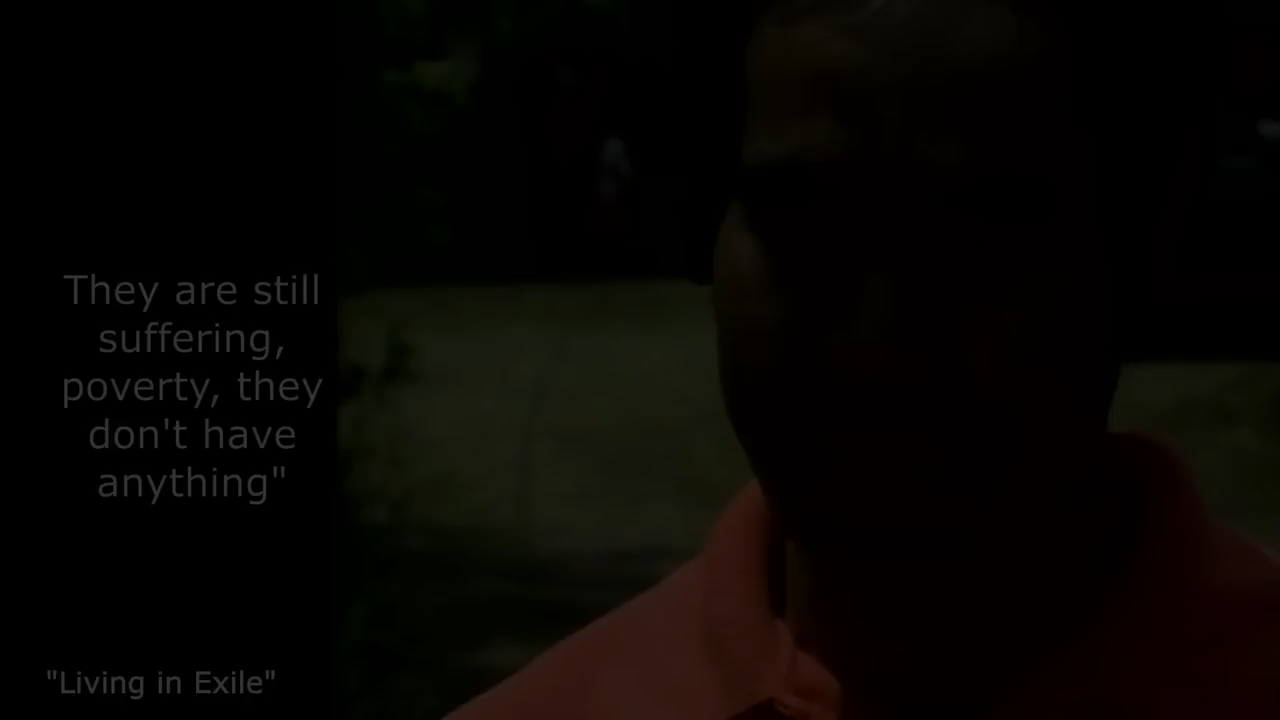 They are still
suffering,
poverty, they
don't have
anything"
"Living in Exile"